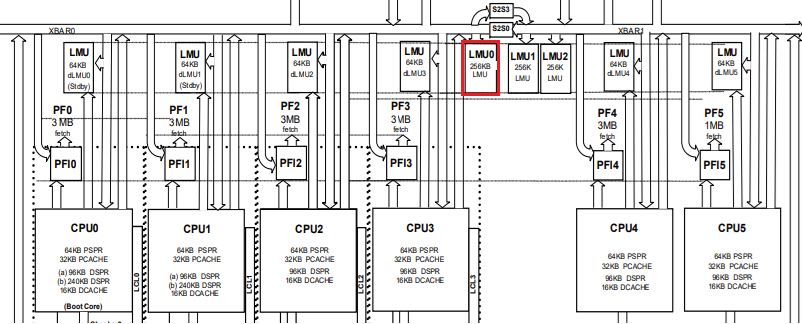 S2S3
S2S0
XBAR0
XBAR1
LMU
64KB
dLMU0
(Stdby)
LMU
64KB
dLMU1
(Stdby)
LMU
64KB
dLMU2
LMU
64KB
dLMU3
LMU0
256KB
LMU
LMU1
256K
LMU
LMU2
256K
LMU
LMU
64KB
dLMU4
LMU
64KB
dLMU5
PF0
3 MB
fetch
PF1
3 MB
fetch
PF2
3MB
fetch
PF3
3MB
fetch
PF4
3MB
fetch
PF5
1MB
fetch
PFI0
PFI1
PFI2
PFI3
PFI4
PFI5
CPU0
64KB PSPR
32KB PCACHE
(a) 96KB DSPR
(b) 240KB DSPR
16KB DCACHE
(Boot Core)
LCL0
CPU1
64KB PSPR
32KB PCACHE
(a) 96KB DSPR
(b) 240KB DSPR
16KB DCACHE
LCL1
CPU2
64KB PSPR
32KB PCACHE
96KB DSPR
16KB DCACHE
LCL2
CPU3
64KB PSPR
32KB PCACHE
96KB DSPR
16KB DCACHE
LCL3
CPU4
64KB PSPR
32KB PCACHE
96KB DSPR
16KB DCACHE
CPU5
64KB PSPR
32KB PCACHE
96KB DSPR
16KB DCACHE